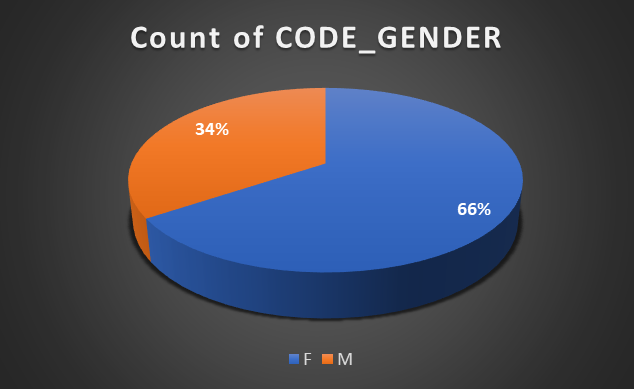 Count of CODE_GENDER
34%
66%
F M